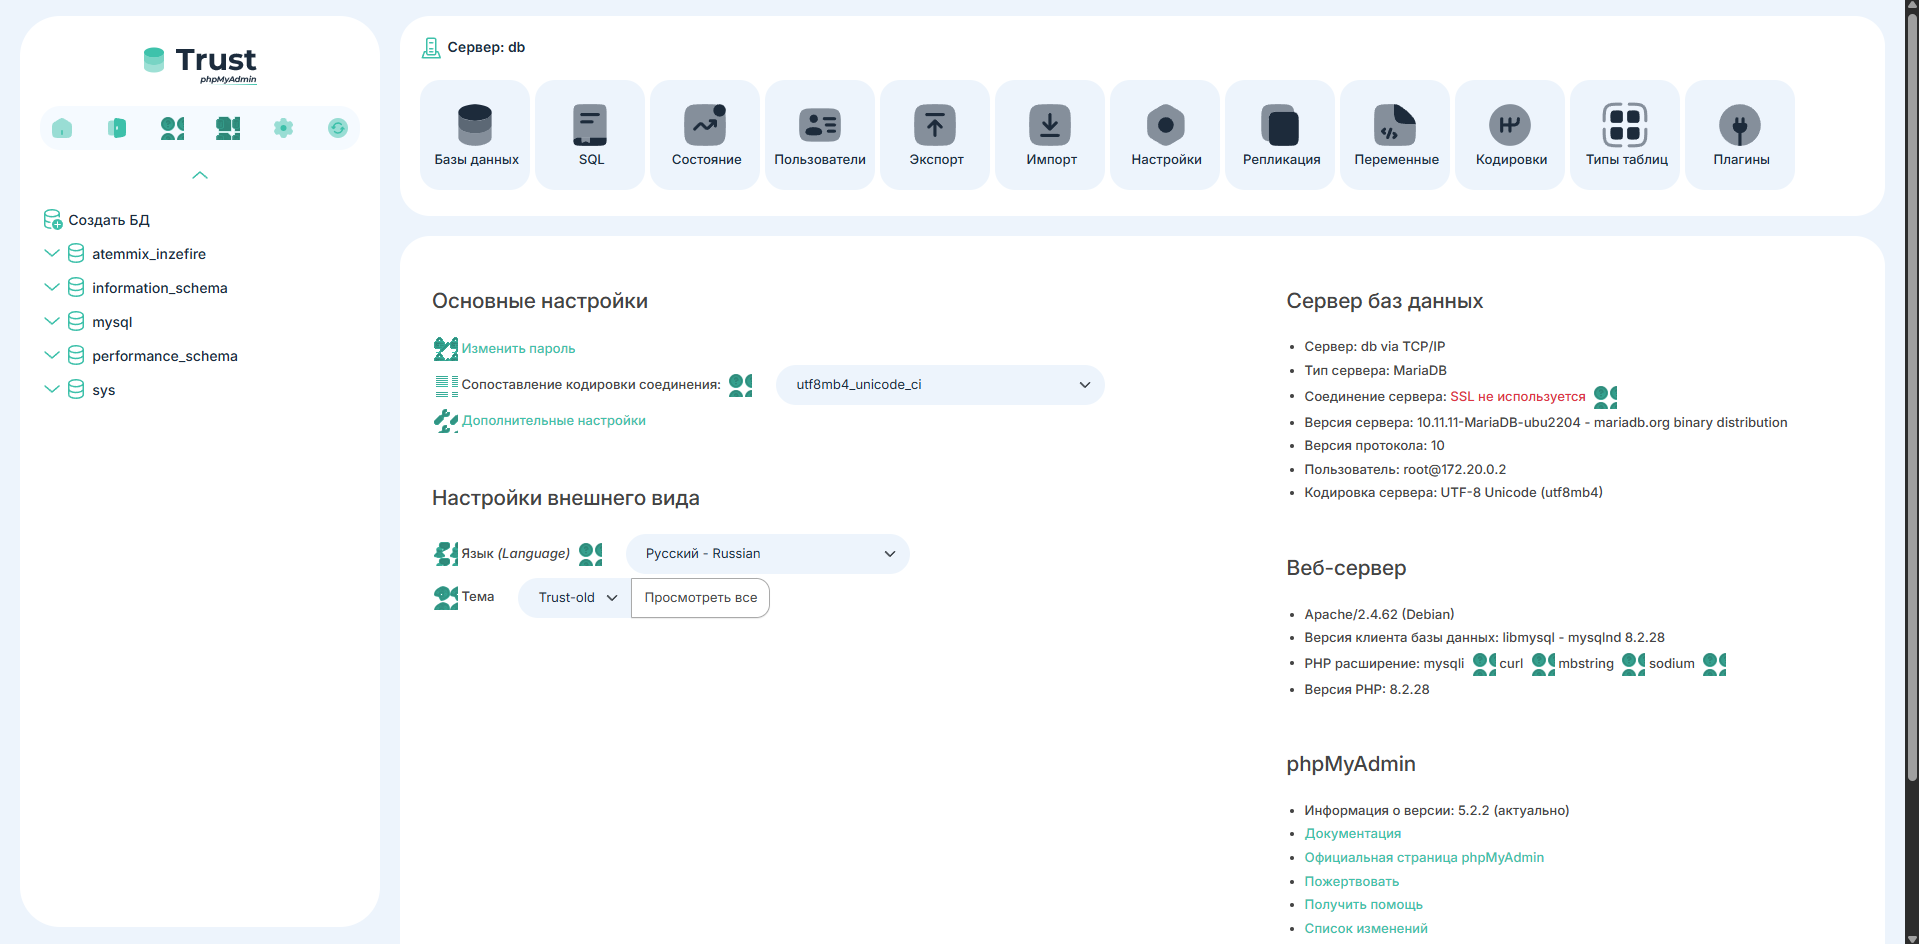 Trust
phpMyAdmin
Создать БД
atemmix_inzefire
information_schema
mysql
performance_schema
sys
Сервер: db
Базы данных
SQL
Состояние
Пользователи
Экспорт
Импорт
Настройки
Репликация
Переменные
Кодировки
Типы таблиц
Плагины
Основные настройки
Изменить пароль
Сопоставление кодировки соединения: utf8mb4_unicode_ci
Дополнительные настройки
Настройки внешнего вида
Язык (Language) Русский - Russian
Тема Trust-old Просмотреть все
Сервер баз данных
Сервер: db via TCP/IP
Тип сервера: MariaDB
Соединение сервера: SSL не используется
Версия сервера: 10.11.11-MariaDB-ubu2204 - mariadb.org binary distribution
Версия протокола: 10
Пользователь: root@172.20.0.2
Кодировка сервера: UTF-8 Unicode (utf8mb4)
Веб-сервер
Apache/2.4.62 (Debian)
Версия клиента базы данных: libmysql - mysqlnd 8.2.28
PHP расширение: mysqli curl mbstring sodium
Версия PHP: 8.2.28
phpMyAdmin
Информация о версии: 5.2.2 (актуально)
Документация
Официальная страница phpMyAdmin
Пожертвовать
Получить помощь
Список изменений